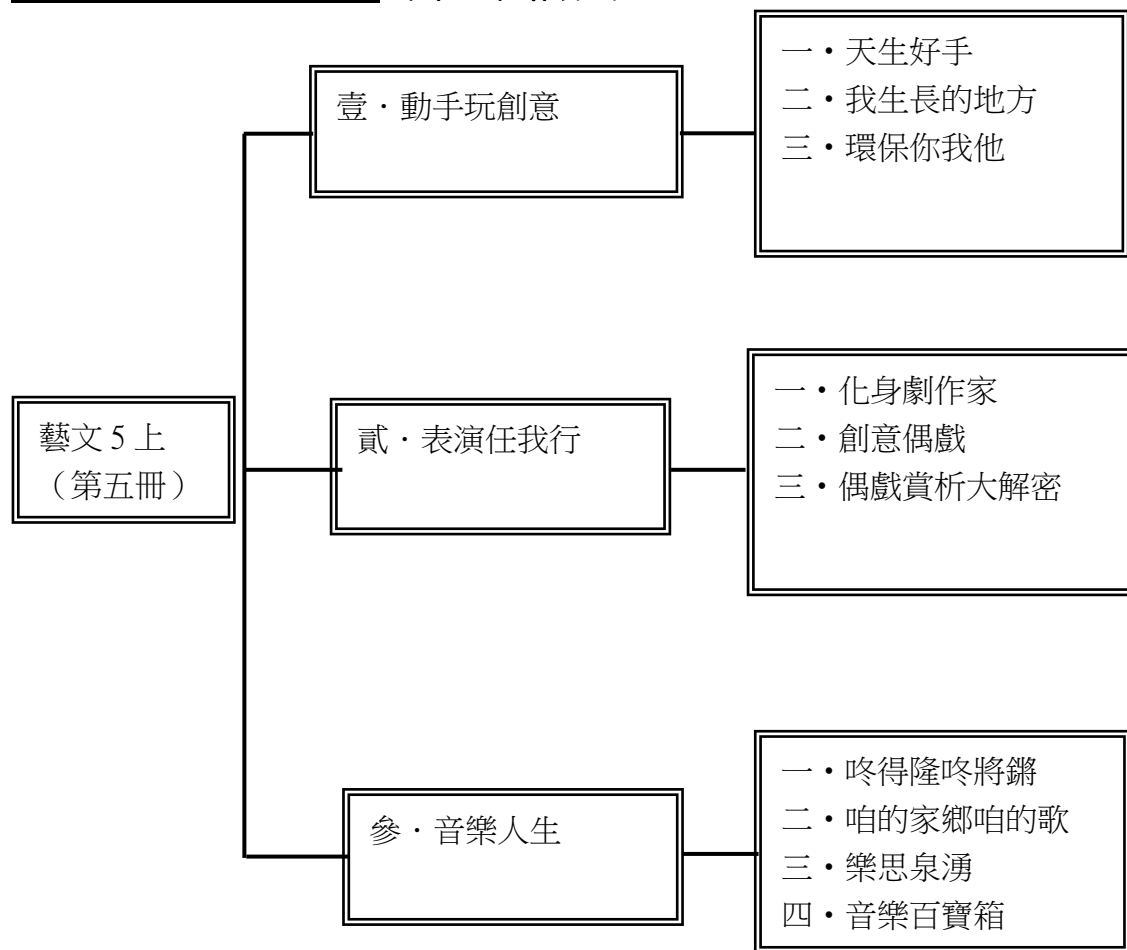 壹．動手玩創意
一・天生好手
二・我生長的地方
三・環保你我他
藝文 5 上
（第五冊）
貳．表演任我行
一・化身劇作家
二・創意偶戲
三・偶戲賞析大解密
參．音樂人生
一・咚得隆咚將鏘
二・咱的家鄉咱的歌
三・樂思泉湧
四・音樂百寶箱